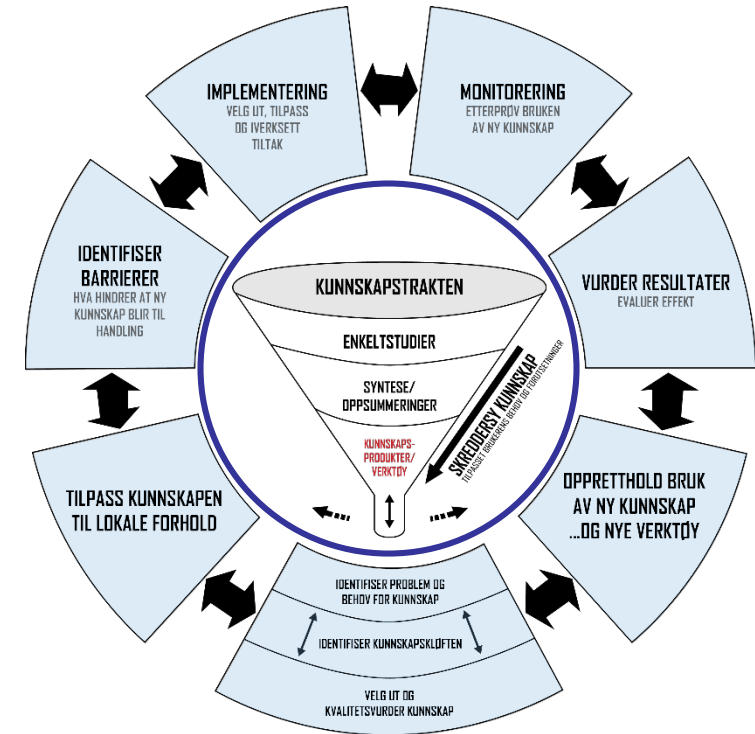 IMPLEMENTERING
VELG UT, TILPASS
OG IVERKSETT
TILTAK
MONITORERING
ETTERPRØV BRUKEN
AV NY KUNNSKAP
IDENTIFISER
BARRIERER
HVA HINDRER AT NY
KUNNSKAP BLIR TIL
HANDLING
VURDER RESULTATER
EVALUER EFFEKT
KUNNSKAPSTRAKTEN
ENKELTSTUDIER
SYNTESE/
OPPSUMMERINGER
KUNNSKAPS-
PRODUKTER/
VERKTØY
SKREDDERSY KUNNSKAP
TILPASSET BRUKERENS BEHOV OG FORUTSETNINGER
TILPASS KUNNSKAPEN
TIL LOKALE FORHOLD
OPPRETTHOLD BRUK
AV NY KUNNSKAP
...OG NYE VERKTØY
IDENTIFISER PROBLEM OG
BEHOV FOR KUNNSKAP
IDENTIFISER KUNNSKAPSKLØFTEN
VELG UT OG
KVALITETSVURDER KUNNSKAP